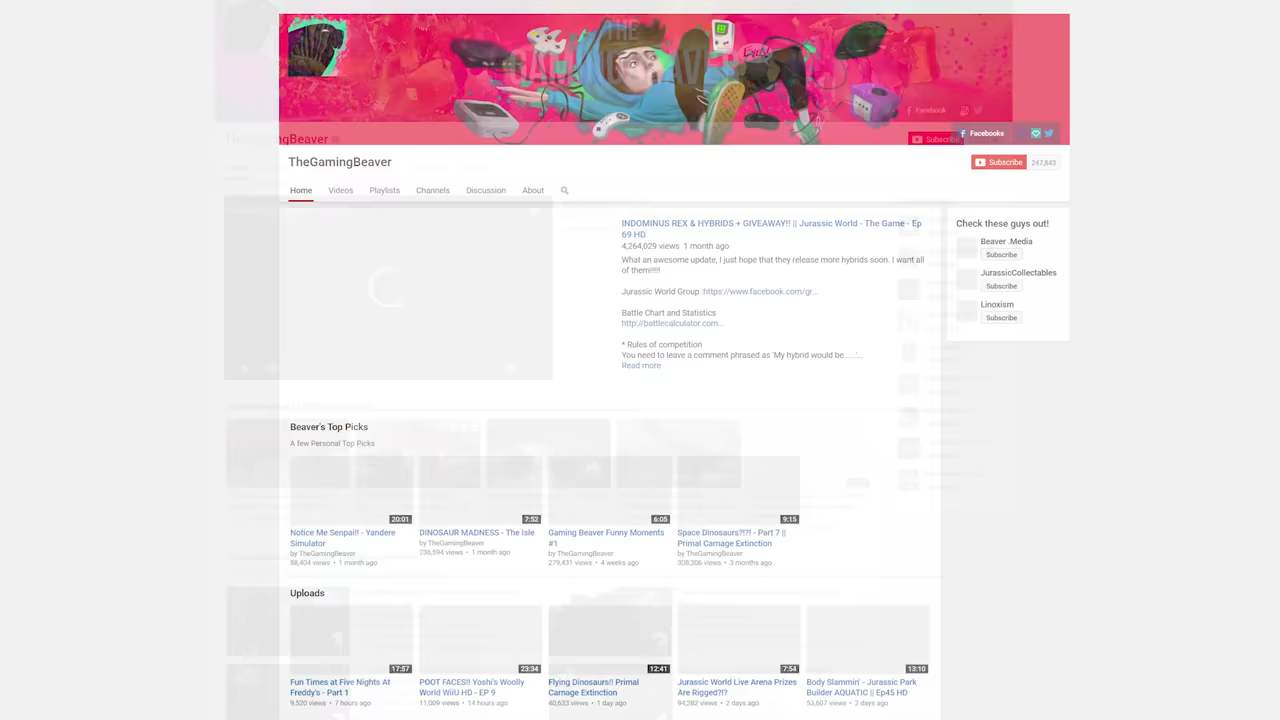 THE
Facebook
Facebooks
Subscribe
TheGamingBeaver
Subscribe 247,843
Home Videos Playlists Channels Discussion About
INDOMINUS REX & HYBRIDS + GIVEAWAY!! || Jurassic World - The Game - Ep
69 HD
4,264,029 views 1 month ago
What an awesome update, I just hope that they release more hybrids soon. I want all
of them!!!!!
Jurassic World Group :https://www.facebook.com/gr...
Battle Chart and Statistics
http://battlecalculator.com...
* Rules of competition
You need to leave a comment phrased as 'My hybrid would be.......'...
Read more
Check these guys out!
Beaver .Media
Subscribe
JurassicCollectables
Subscribe
Linoxism
Subscribe
Beaver's Top Picks
A few Personal Top Picks
20:01 7:52 6:05 9:15
Notice Me Senpai!! - Yandere
Simulator
by TheGamingBeaver
88,404 views • 1 month ago
DINOSAUR MADNESS - The Isle
by TheGamingBeaver
236,594 views • 1 month ago
Gaming Beaver Funny Moments
#1
by TheGamingBeaver
279,431 views • 4 weeks ago
Space Dinosaurs?!?! - Part 7 ||
Primal Carnage Extinction
by TheGamingBeaver
308,306 views • 3 months ago
Uploads
17:57 23:34 12:41 7:54 13:10
Fun Times at Five Nights At
Freddy's - Part 1
9,520 views • 7 hours ago
POOT FACES!! Yoshi's Woolly
World WiiU HD - EP 9
11,009 views • 14 hours ago
Flying Dinosaurs!! Primal
Carnage Extinction
40,633 views • 1 day ago
Jurassic World Live Arena Prizes
Are Rigged?!?
94,282 views • 2 days ago
Body Slammin' - Jurassic Park
Builder AQUATIC || Ep45 HD
53,607 views • 2 days ago